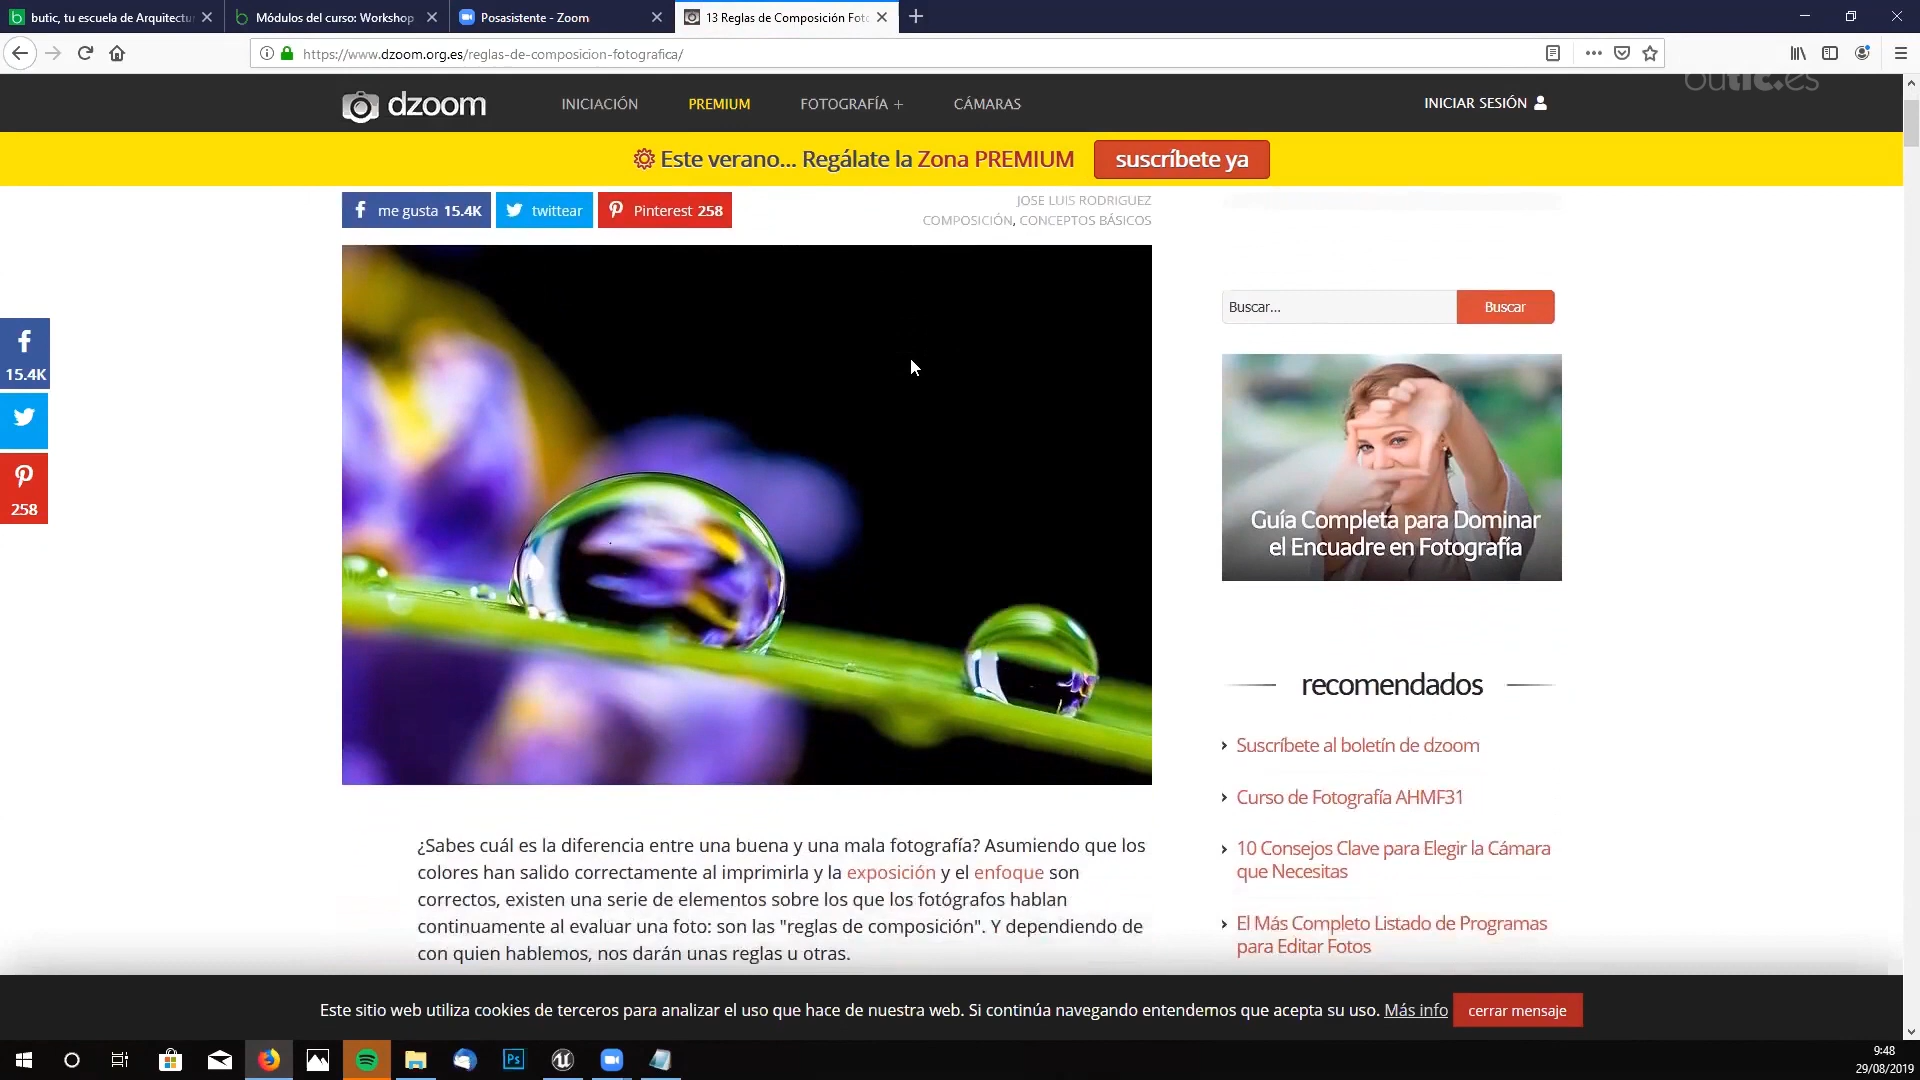 butic, tu escuela de Arquitectur
Módulos del curso: Workshop
Posasistente - Zoom
13 Reglas de Composición Foto
https://www.dzoom.org.es/reglas-de-composicion-fotografica/
dzoom
INICIACIÓN
PREMIUM
FOTOGRAFÍA +
CÁMARAS
INICIAR SESIÓN
butic.es
Este verano... Regálate la Zona PREMIUM
suscríbete ya
me gusta 15.4K
twittear
Pinterest 258
JOSE LUIS RODRIGUEZ
COMPOSICIÓN, CONCEPTOS BÁSICOS
Buscar...
Buscar
15.4K
258
Guía Completa para Dominar
el Encuadre en Fotografía
recomendados
Suscríbete al boletín de dzoom
Curso de Fotografía AHMF31
10 Consejos Clave para Elegir la Cámara
que Necesitas
El Más Completo Listado de Programas
para Editar Fotos
¿Sabes cuál es la diferencia entre una buena y una mala fotografía? Asumiendo que los
colores han salido correctamente al imprimirla y la exposición y el enfoque son
correctos, existen una serie de elementos sobre los que los fotógrafos hablan
continuamente al evaluar una foto: son las "reglas de composición". Y dependiendo de
con quien hablemos, nos darán unas reglas u otras.
Este sitio web utiliza cookies de terceros para analizar el uso que hace de nuestra web. Si continúa navegando entendemos que acepta su uso. Más info
cerrar mensaje
Ps
9:48
29/08/2019